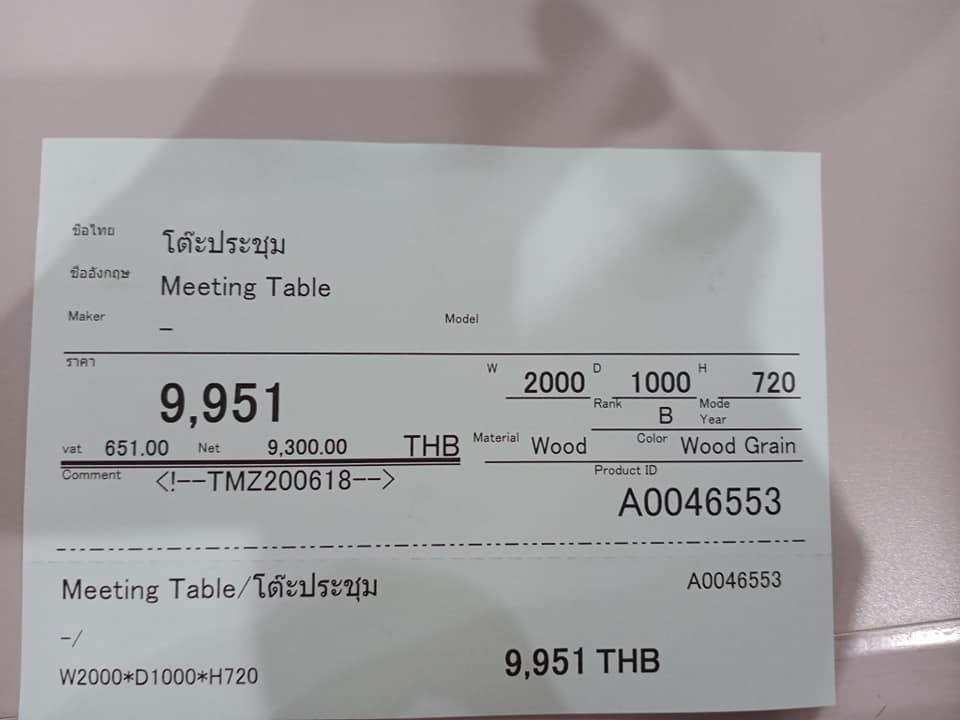 ชื่อไทย โต๊ะประชุม
ชื่ออังกฤษ Meeting Table
Maker – Model
ราคา 9,951
W 2000 D 1000 H 720
Rank B Mode Year
vat 651.00 Net 9,300.00 THB
Material Wood Color Wood Grain
Comment <!--TMZ200618-->
Product ID
A0046553
Meeting Table/โต๊ะประชุม A0046553
-/
W2000*D1000*H720 9,951 THB